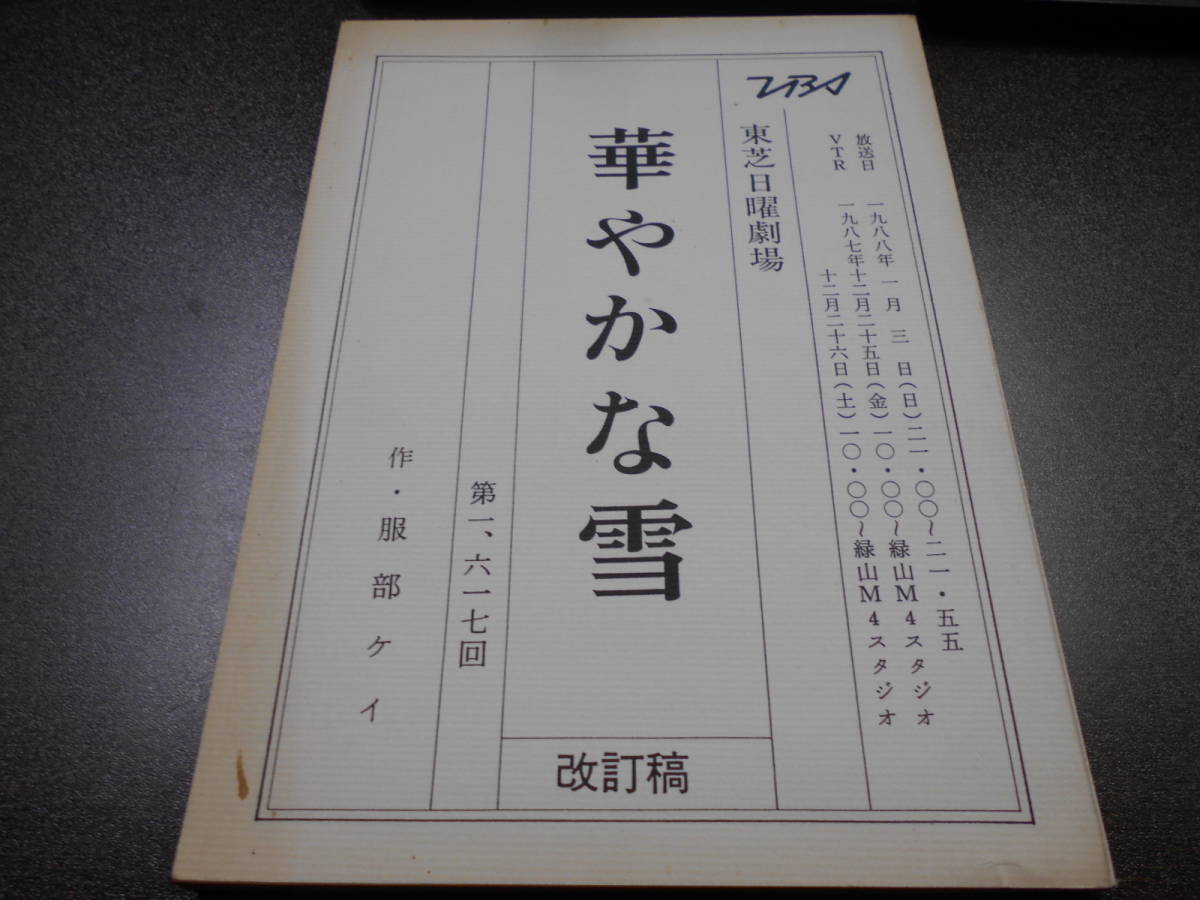 放送日 一九八八年 一月 三 日(日)二一・〇〇~二一・五五
VTR 一九八七年十二月二十五日(金)一〇・〇〇~緑山M4スタジオ
十二月二十六日(土)一〇・〇〇~緑山M4スタジオ
TBS
東芝日曜劇場
華やかな雪
改訂稿
第一、六一七回
作・服部ケイ